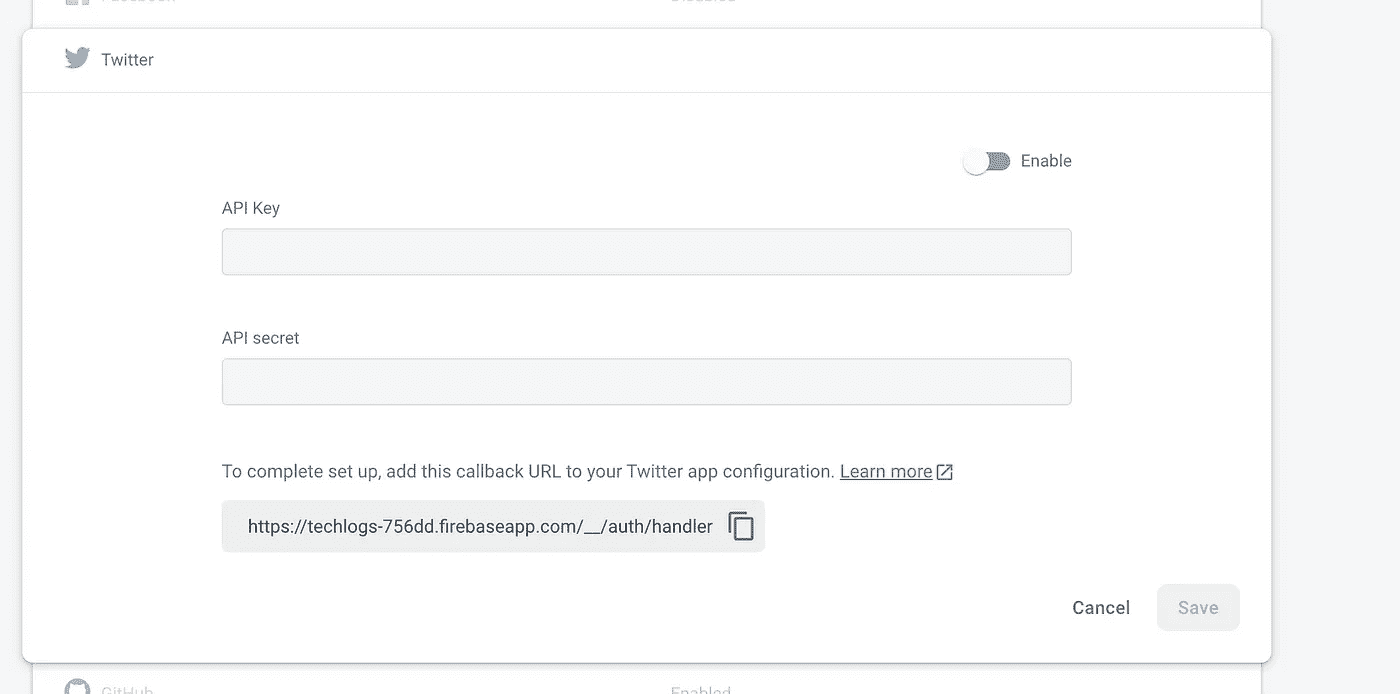 Facebook Disabled
Twitter
Enable
API Key
API secret
To complete set up, add this callback URL to your Twitter app configuration. Learn more
https://techlogs-756dd.firebaseapp.com/__/auth/handler
Cancel Save
GitHub Enabled